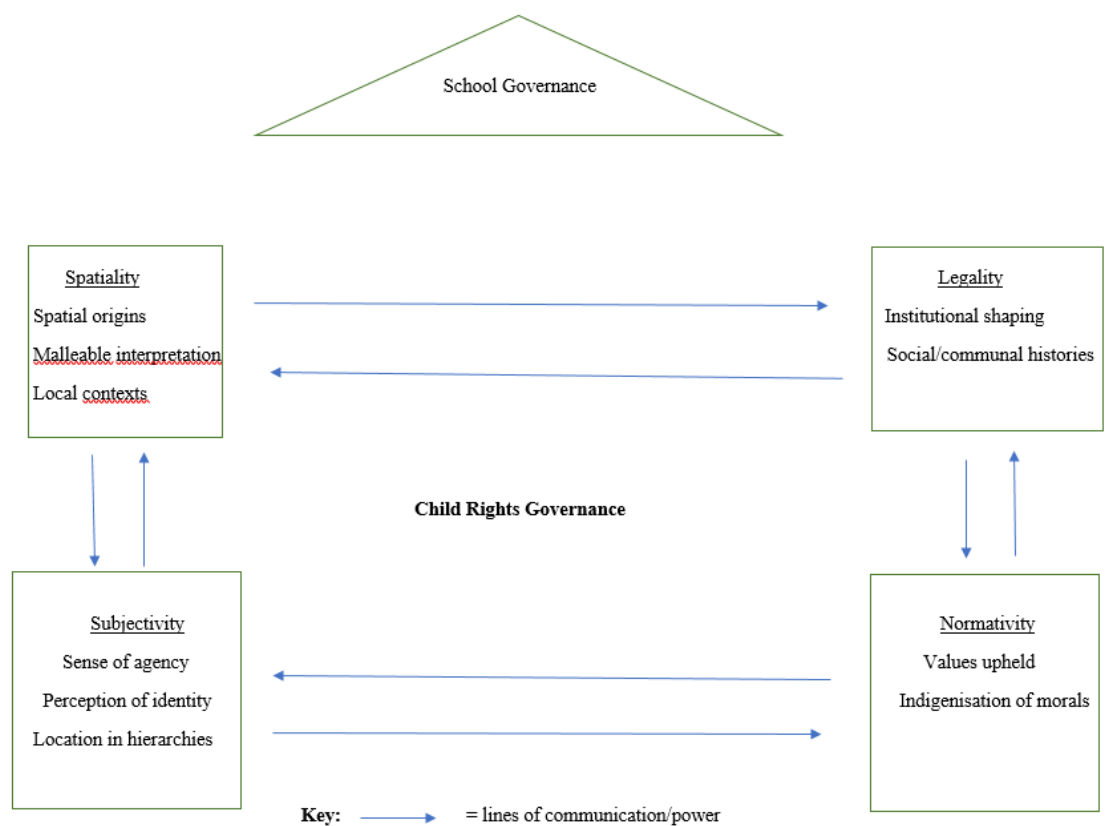 School Governance
Spatiality
Spatial origins
Malleable interpretation
Local contexts
Legality
Institutional shaping
Social/communal histories
Child Rights Governance
Subjectivity
Sense of agency
Perception of identity
Location in hierarchies
Normativity
Values upheld
Indigenisation of morals
Key: = lines of communication/power